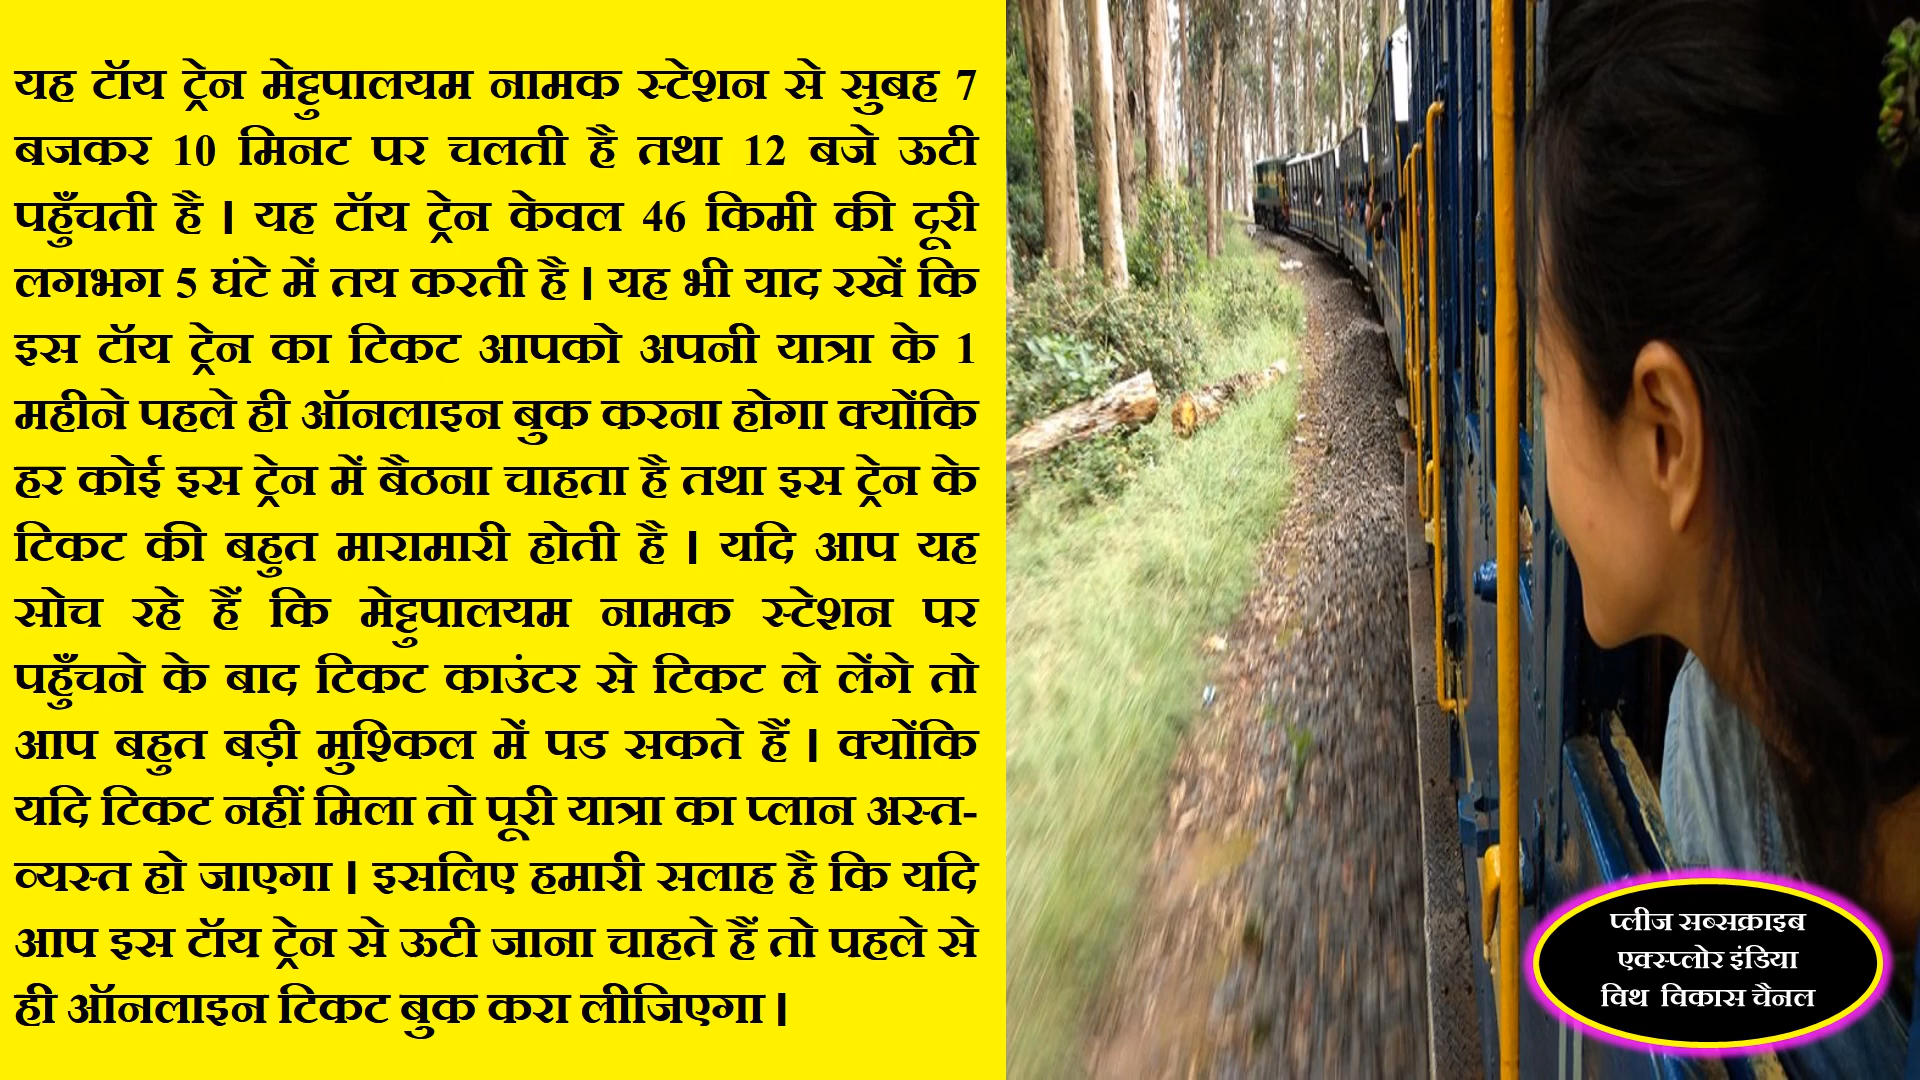 यह टॉय ट्रेन मेट्टुपालयम नामक स्टेशन से सुबह 7
बजकर 10 मिनट पर चलती है तथा 12 बजे ऊटी
पहुँचती है । यह टॉय ट्रेन केवल 46 किमी की दूरी
लगभग 5 घंटे में तय करती है । यह भी याद रखें कि
इस टॉय ट्रेन का टिकट आपको अपनी यात्रा के 1
महीने पहले ही ऑनलाइन बुक करना होगा क्योंकि
हर कोई इस ट्रेन में बैठना चाहता है तथा इस ट्रेन के
टिकट की बहुत मारामारी होती है । यदि आप यह
सोच रहे हैं कि मेट्टुपालयम नामक स्टेशन पर
पहुँचने के बाद टिकट काउंटर से टिकट ले लेंगे तो
आप बहुत बड़ी मुश्किल में पड सकते हैं । क्योंकि
यदि टिकट नहीं मिला तो पूरी यात्रा का प्लान अस्त-
व्यस्त हो जाएगा । इसलिए हमारी सलाह है कि यदि
आप इस टॉय ट्रेन से ऊटी जाना चाहते हैं तो पहले से
ही ऑनलाइन टिकट बुक करा लीजिएगा ।
प्लीज सब्सक्राइब
एक्स्प्लोर इंडिया
विथ विकास चैनल